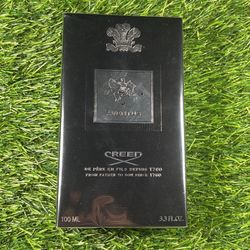 AVENTUS
CREED
DE PÈRE EN FILS DEPUIS 1760
FROM FATHER TO SON SINCE 1760
100 ML 3.3 FL.OZ.